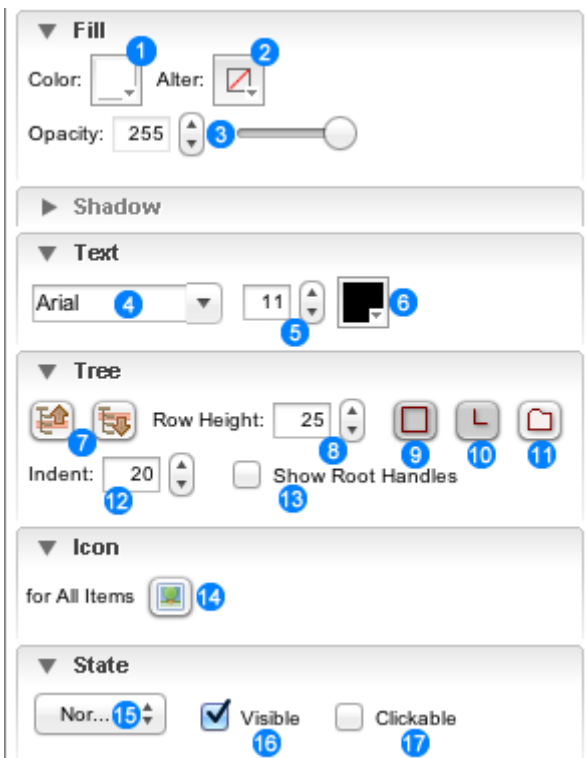 Fill
1 2
Color: Alter:
Opacity: 255 3
Shadow
Text
Arial 4 11 5 6
Tree
7 Row Height: 25 8 9 10 11
Indent: 20 12 Show Root Handles 13
Icon
for All Items 14
State
Nor... 15 Visible 16 Clickable 17